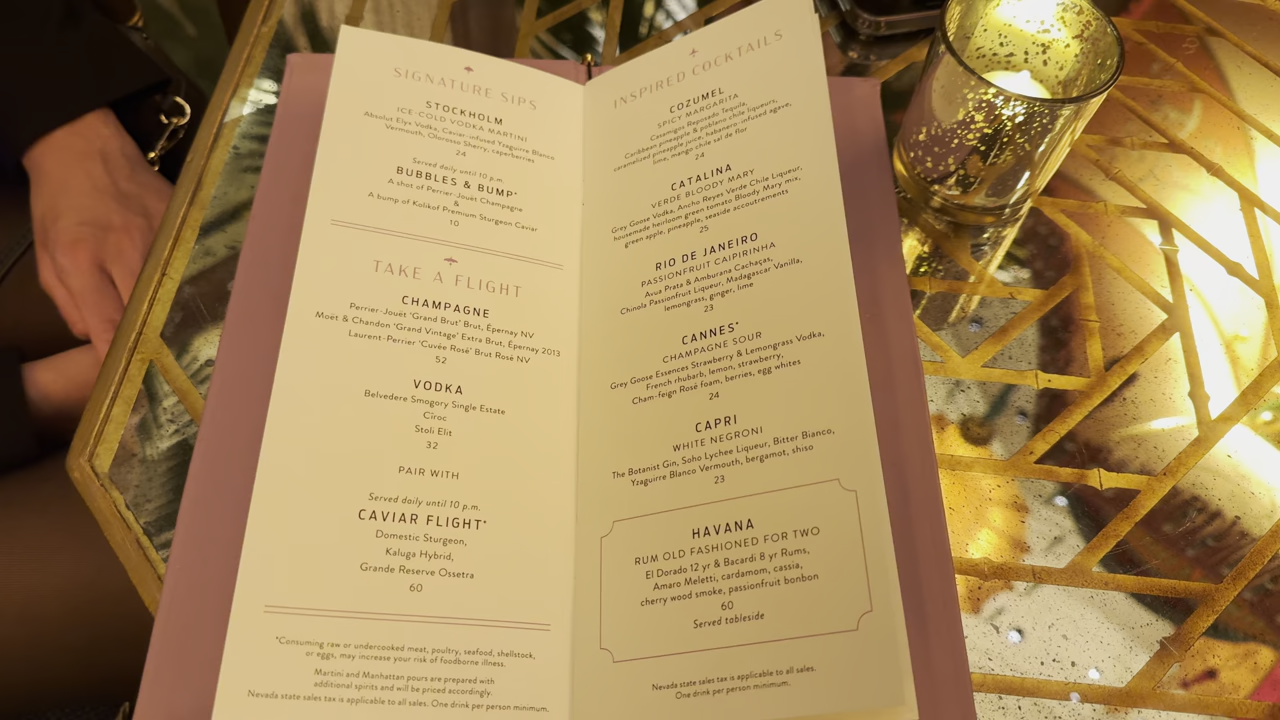 SIGNATURE SIPS
STOCKHOLM
ICE-COLD VODKA MARTINI
Absolut Elyx Vodka, Caviar-infused Yzaguirre Blanco
Vermouth, Olorosso Sherry, caperberries
24
Served daily until 10 p.m.
BUBBLES & BUMP*
A shot of Perrier-Jouët Champagne
&
A bump of Kolikof Premium Sturgeon Caviar
10
TAKE A FLIGHT
CHAMPAGNE
Perrier-Jouët 'Grand Brut' Brut, Épernay NV
Moët & Chandon 'Grand Vintage' Extra Brut, Épernay 2013
Laurent-Perrier 'Cuvée Rosé' Brut Rosé NV
52
VODKA
Belvedere Smogory Single Estate
Cîroc
Stoli Elit
32
PAIR WITH
Served daily until 10 p.m.
CAVIAR FLIGHT*
Domestic Sturgeon,
Kaluga Hybrid,
Grande Reserve Ossetra
60
*Consuming raw or undercooked meat, poultry, seafood, shellstock,
or eggs, may increase your risk of foodborne illness.
Martini and Manhattan pours are prepared with
additional spirits and will be priced accordingly.
Nevada state sales tax is applicable to all sales. One drink per person minimum.
INSPIRED COCKTAILS
COZUMEL
SPICY MARGARITA
Casamigos Reposado Tequila,
Caribbean pineapple & poblano chile liqueurs,
caramelized pineapple juice, habanero-infused agave,
lime, mango chile sal de flor
24
CATALINA
VERDE BLOODY MARY
Grey Goose Vodka, Ancho Reyes Verde Chile Liqueur,
housemade heirloom green tomato Bloody Mary mix,
green apple, pineapple, seaside accoutrements
25
RIO DE JANEIRO
PASSIONFRUIT CAIPIRINHA
Avua Prata & Amburana Cachaças,
Chinola Passionfruit Liqueur, Madagascar Vanilla,
lemongrass, ginger, lime
23
CANNES*
CHAMPAGNE SOUR
Grey Goose Essences Strawberry & Lemongrass Vodka,
French rhubarb, lemon, strawberry,
Cham-feign Rosé foam, berries, egg whites
24
CAPRI
WHITE NEGRONI
The Botanist Gin, Soho Lychee Liqueur, Bitter Bianco,
Yzaguirre Blanco Vermouth, bergamot, shiso
23
HAVANA
RUM OLD FASHIONED FOR TWO
El Dorado 12 yr & Bacardi 8 yr Rums,
Amaro Meletti, cardamom, cassia,
cherry wood smoke, passionfruit bonbon
60
Served tableside
Nevada state sales tax is applicable to all sales.
One drink per person minimum.